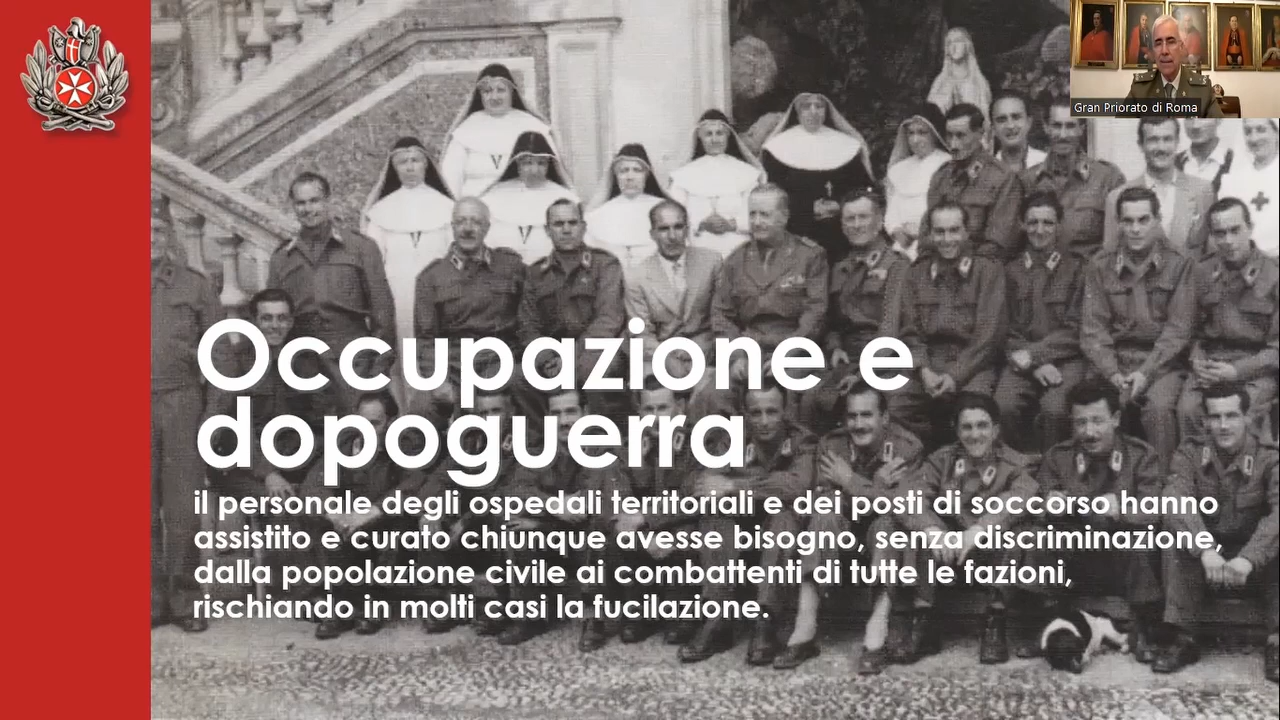 Gran Priorato di Roma
Occupazione e
dopoguerra
il personale degli ospedali territoriali e dei posti di soccorso hanno
assistito e curato chiunque avesse bisogno, senza discriminazione,
dalla popolazione civile ai combattenti di tutte le fazioni,
rischiando in molti casi la fucilazione.